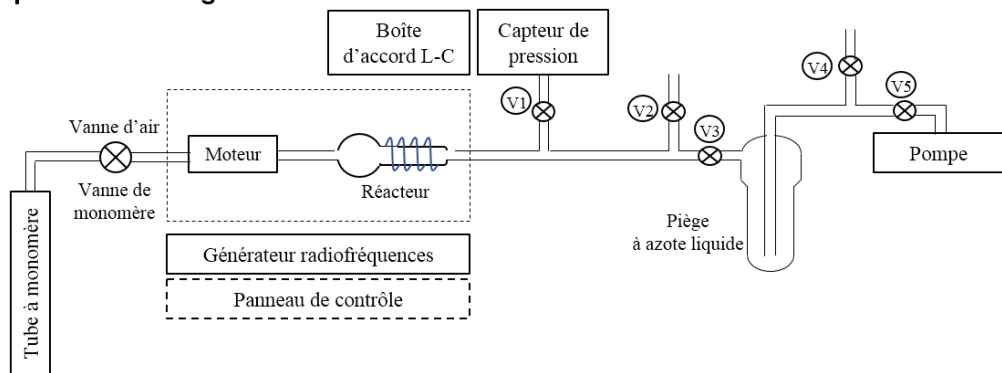 Boîte
d’accord L-C
Capteur de
pression
V4
V5
V1
V2
V3
Vanne d’air
Moteur
Pompe
Vanne de
monomère
Réacteur
Piège
à azote liquide
Générateur radiofréquences
Panneau de contrôle
Tube à monomère